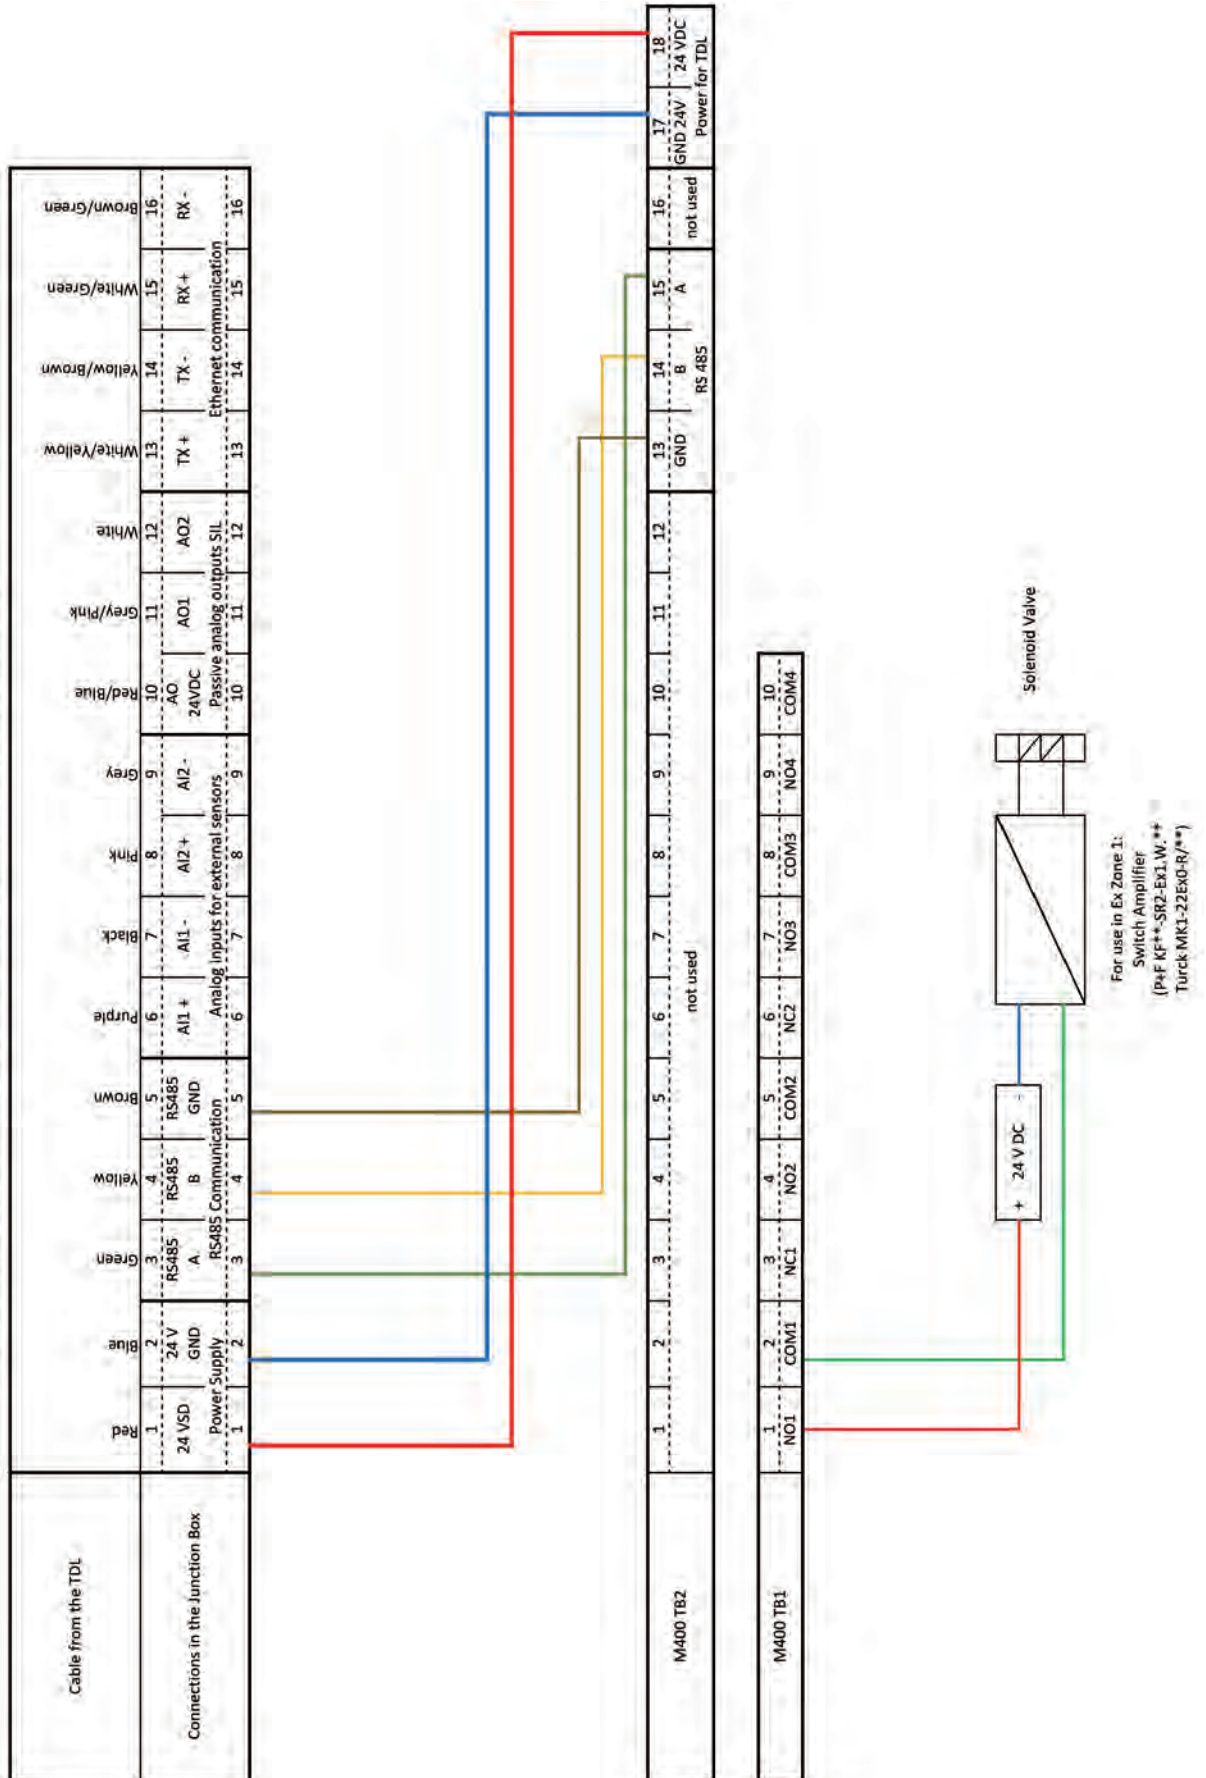 Cable from the TDL
Red
Blue
Green
Yellow
Brown
Purple
Black
Pink
Grey
Red/Blue
Grey/Pink
White
White/Yellow
Yellow/Brown
White/Green
Brown/Green
Connections in the Junction Box
1 2 3 4 5 6 7 8 9 10 11 12 13 14 15 16
24 VSD
24 V
GND
RS485
A
RS485
B
RS485
GND
AI1 +
AI1 -
AI2 +
AI2 -
AO
24VDC
AO1
AO2
TX +
TX -
RX +
RX -
Power Supply
RS485 Communication
Analog inputs for external sensors
Passive analog outputs SIL
Ethernet communication
1 2 3 4 5 6 7 8 9 10 11 12 13 14 15 16
M400 TB2
1 2 3 4 5 6 7 8 9 10 11 12 13 14 15 16 17 18
not used
GND
B
A
RS 485
not used
GND 24V
24 VDC
Power for TDL
M400 TB1
1 2 3 4 5 6 7 8 9 10
NO1 COM1 NC1 NO2 COM2 NC2 NO3 COM3 NO4 COM4
+ 24 V DC -
Solenoid Valve
For use in Ex Zone 1:
Switch Amplifier
(P+F KF**-SR2-Ex1.W.**
Turck MK1-22Ex0-R/**)